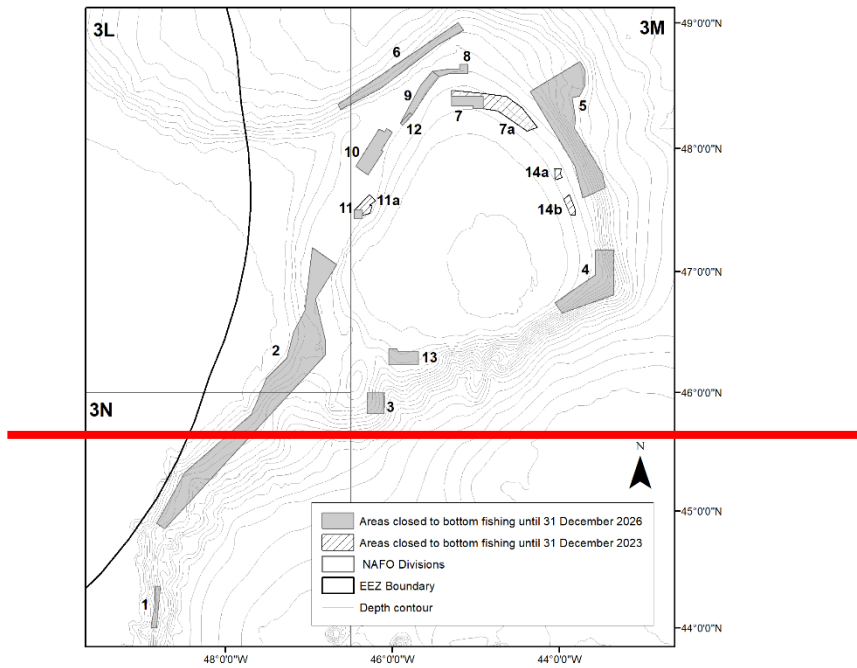 3L
3M
49°0'0"N
6
8
9
5
7
12
7a
48°0'0"N
10
14a
11a
11
14b
47°0'0"N
4
2
13
3N
46°0'0"N
3
N
45°0'0"N
Areas closed to bottom fishing until 31 December 2026
Areas closed to bottom fishing until 31 December 2023
NAFO Divisions
EEZ Boundary
Depth contour
1
44°0'0"N
48°0'0"W
46°0'0"W
44°0'0"W